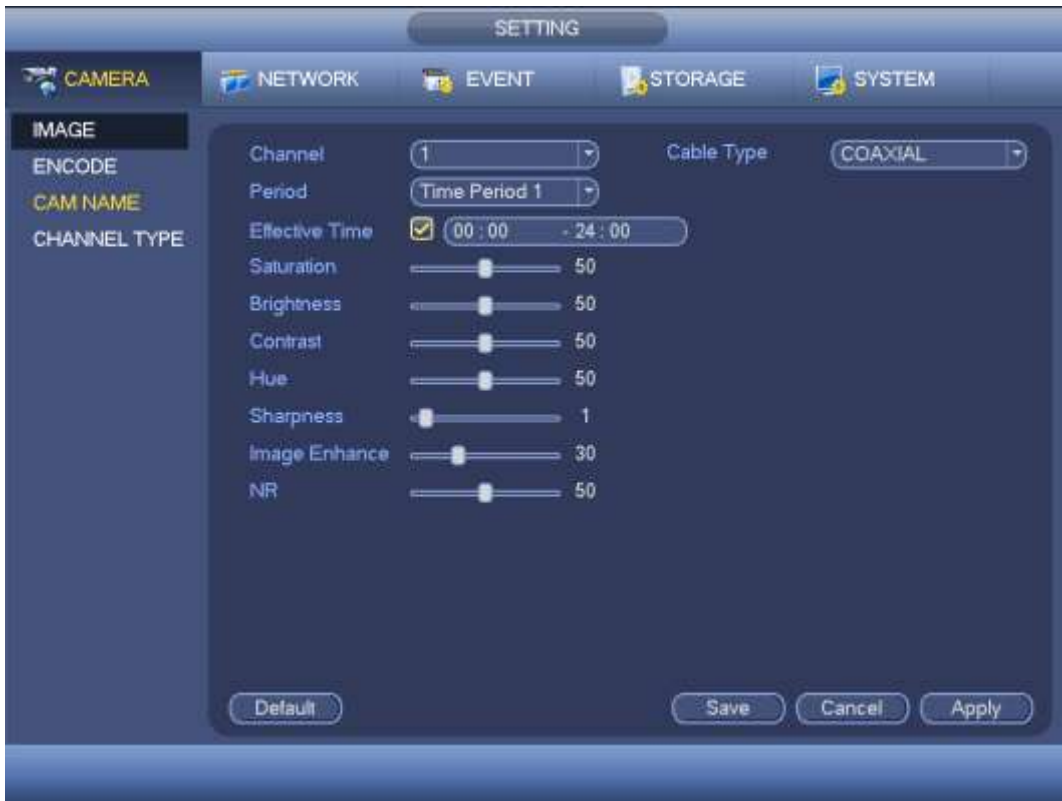 SETTING
CAMERA NETWORK EVENT STORAGE SYSTEM
IMAGE
ENCODE
CAM NAME
CHANNEL TYPE
Channel 1 Cable Type COAXIAL
Period Time Period 1
Effective Time 00 : 00 - 24 : 00
Saturation 50
Brightness 50
Contrast 50
Hue 50
Sharpness 1
Image Enhance 30
NR 50
Default Save Cancel Apply